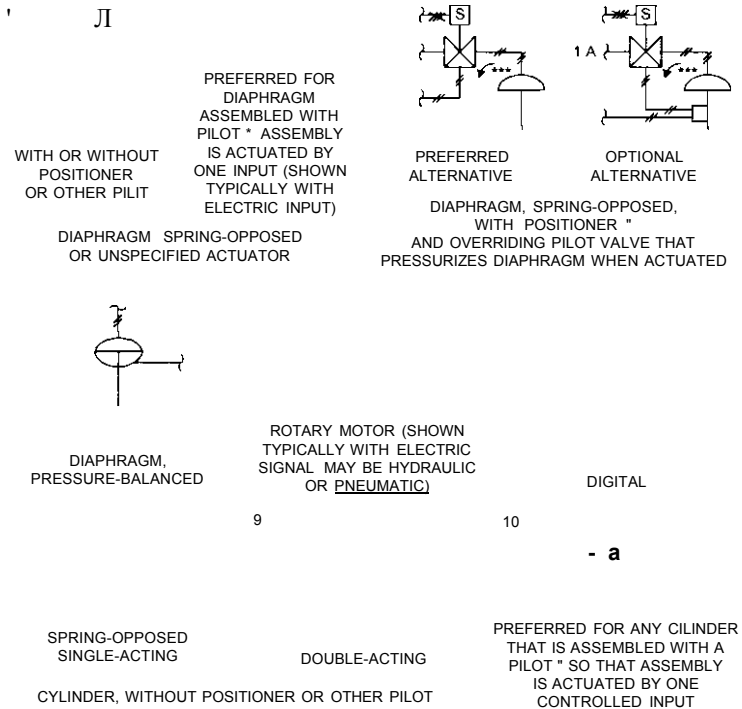 ' Л
S
S
***
1 A
***
PREFERRED FOR
DIAPHRAGM
ASSEMBLED WITH
PILOT * ASSEMBLY
IS ACTUATED BY
ONE INPUT (SHOWN
TYPICALLY WITH
ELECTRIC INPUT)
WITH OR WITHOUT
POSITIONER
OR OTHER PILIT
DIAPHRAGM SPRING-OPPOSED
OR UNSPECIFIED ACTUATOR
PREFERRED
ALTERNATIVE
OPTIONAL
ALTERNATIVE
DIAPHRAGM, SPRING-OPPOSED,
WITH POSITIONER "
AND OVERRIDING PILOT VALVE THAT
PRESSURIZES DIAPHRAGM WHEN ACTUATED
DIAPHRAGM,
PRESSURE-BALANCED
ROTARY MOTOR (SHOWN
TYPICALLY WITH ELECTRIC
SIGNAL MAY BE HYDRAULIC
OR PNEUMATIC)
DIGITAL
9
10
- a
SPRING-OPPOSED
SINGLE-ACTING
DOUBLE-ACTING
CYLINDER, WITHOUT POSITIONER OR OTHER PILOT
PREFERRED FOR ANY CILINDER
THAT IS ASSEMBLED WITH A
PILOT " SO THAT ASSEMBLY
IS ACTUATED BY ONE
CONTROLLED INPUT